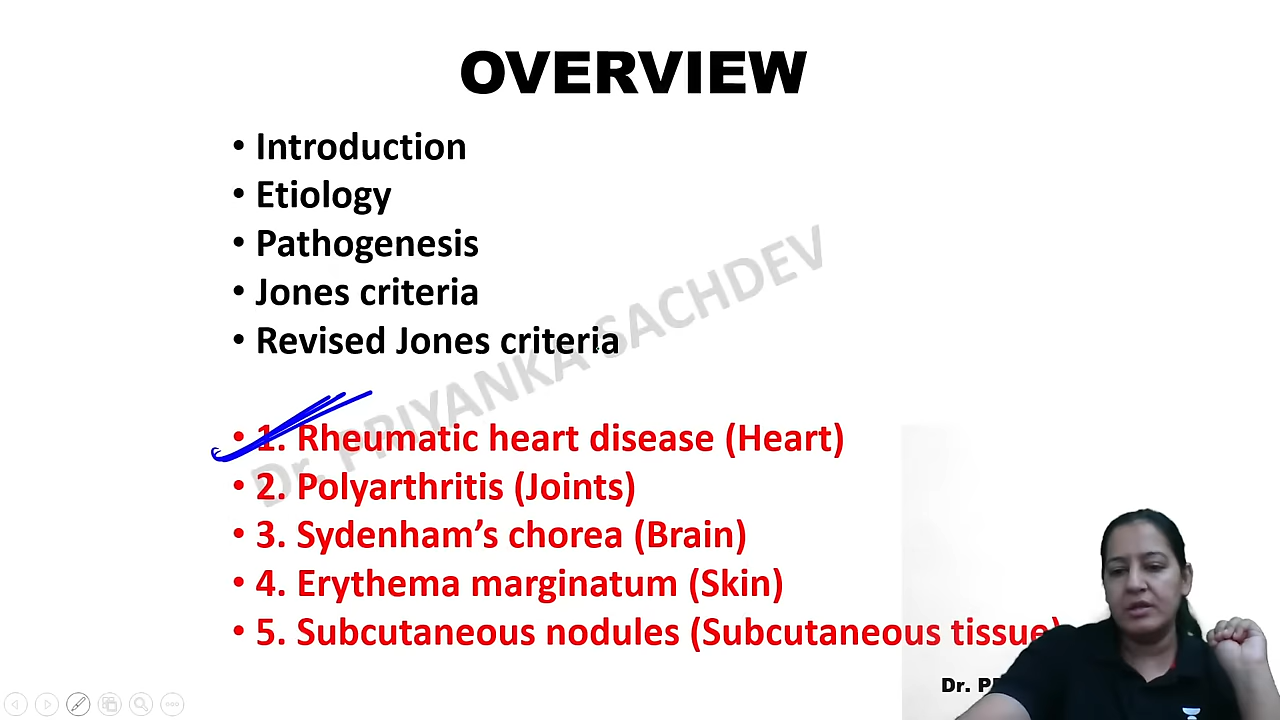 OVERVIEW
• Introduction
• Etiology
• Pathogenesis
• Jones criteria
• Revised Jones criteria
• 1. Rheumatic heart disease (Heart)
• 2. Polyarthritis (Joints)
• 3. Sydenham’s chorea (Brain)
• 4. Erythema marginatum (Skin)
• 5. Subcutaneous nodules (Subcutaneous tissue)
Dr. PRIYANKA SACHDEV
Dr.